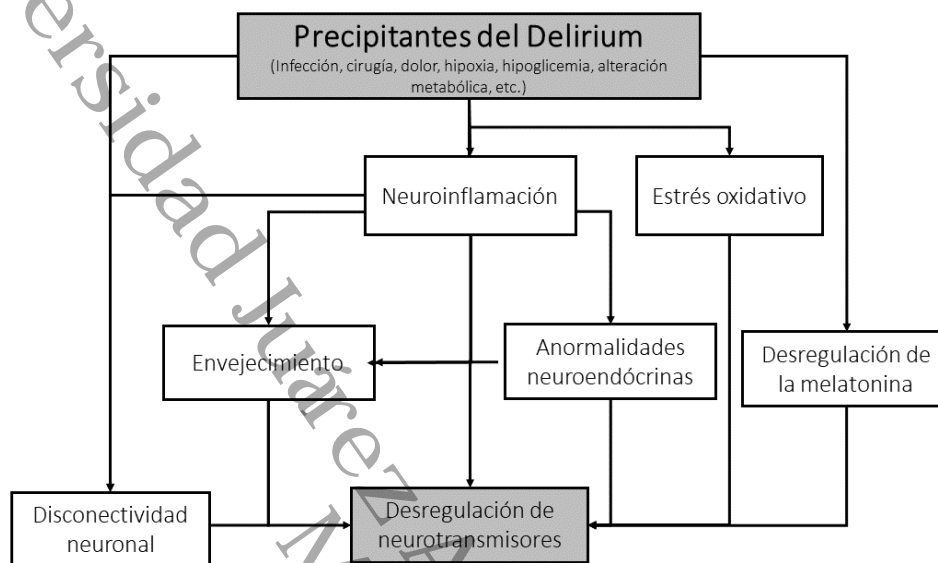 Precipitantes del Delirium
(Infección, cirugía, dolor, hipoxia, hipoglicemia, alteración
metabólica, etc.)
Neuroinflamación
Estrés oxidativo
Envejecimiento
Anormalidades
neuroendócrinas
Desregulación de
la melatonina
Disconectividad
neuronal
Desregulación de
neurotransmisores
Juárez